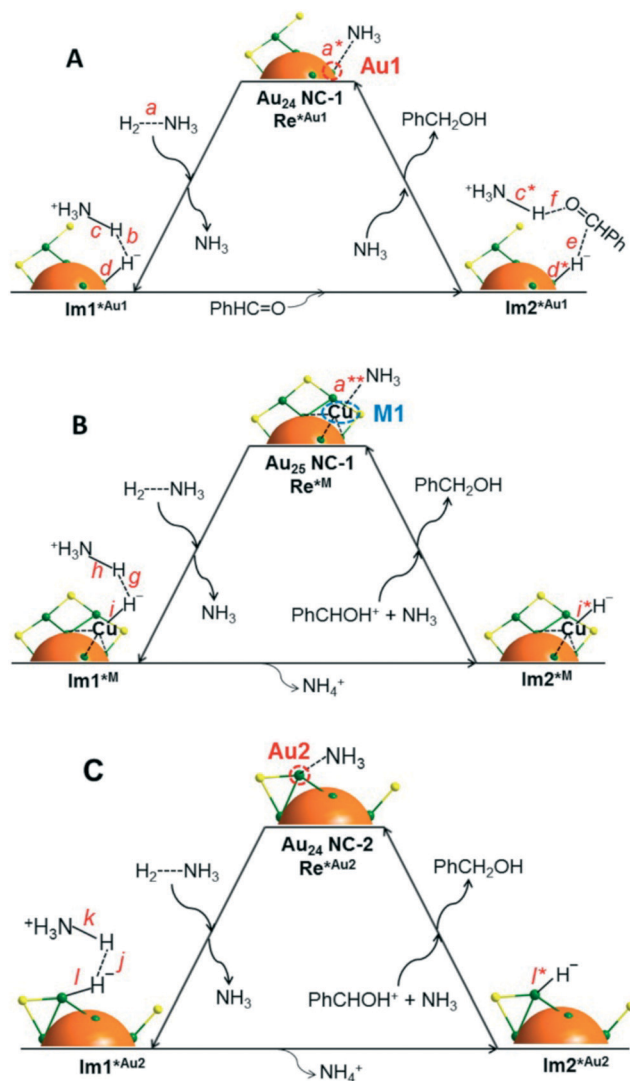 A
NH₃
a*
Au1
Au₂₄ NC-1
Re*ᴬᵘ¹
a
H₂----NH₃
NH₃
PhCH₂OH
NH₃
⁺H₃N
c
H
b
d
H⁻
Im1*ᴬᵘ¹
PhHC=O
⁺H₃N
c*
H
f
O
CHPh
e
d*
H⁻
Im2*ᴬᵘ¹
B
NH₃
a**
Cu
M1
Au₂₅ NC-1
Re*ᴹ
H₂----NH₃
NH₃
PhCH₂OH
PhCHOH⁺ + NH₃
⁺H₃N
h
H
g
i
H⁻
Cu
Im1*ᴹ
NH₄⁺
i*
H⁻
Cu
Im2*ᴹ
C
Au2
NH₃
Au₂₄ NC-2
Re*ᴬᵘ²
H₂----NH₃
NH₃
PhCH₂OH
PhCHOH⁺ + NH₃
k
⁺H₃N
H
j
l
H⁻
Im1*ᴬᵘ²
NH₄⁺
l*
H⁻
Im2*ᴬᵘ²